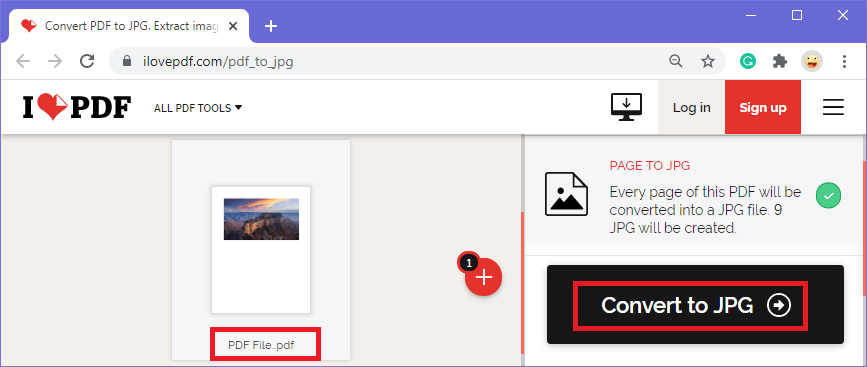 Convert PDF to JPG. Extract imag
ilovepdf.com/pdf_to_jpg
I PDF
ALL PDF TOOLS
Log in
Sign up
PAGE TO JPG
Every page of this PDF will be
converted into a JPG file. 9
JPG will be created.
1
Convert to JPG
PDF File..pdf